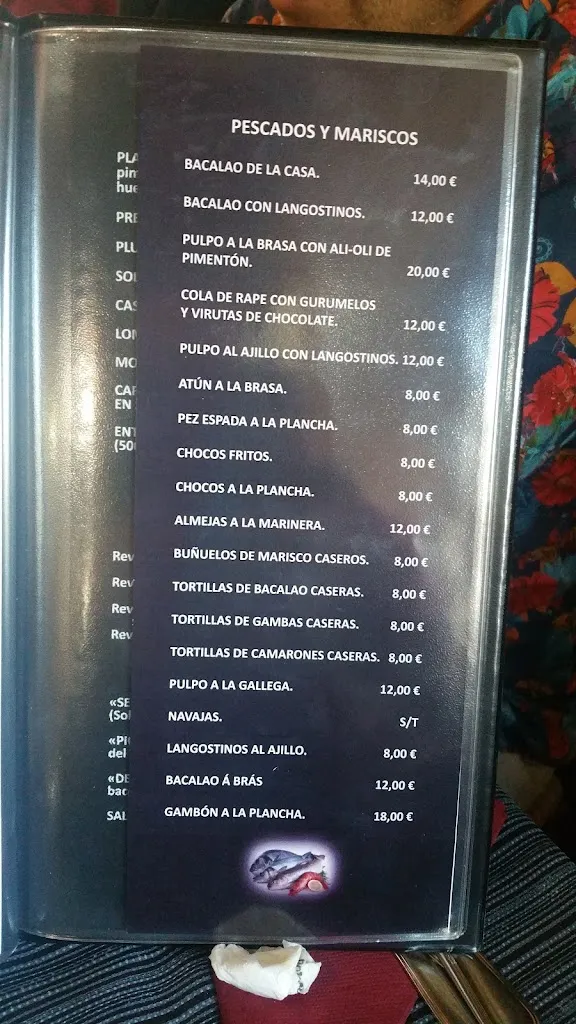 PESCADOS Y MARISCOS
BACALAO DE LA CASA. 14,00 €
BACALAO CON LANGOSTINOS. 12,00 €
PULPO A LA BRASA CON ALI-OLI DE
PIMENTÓN. 20,00 €
COLA DE RAPE CON GURUMELOS
Y VIRUTAS DE CHOCOLATE. 12,00 €
PULPO AL AJILLO CON LANGOSTINOS. 12,00 €
ATÚN A LA BRASA. 8,00 €
PEZ ESPADA A LA PLANCHA. 8,00 €
CHOCOS FRITOS. 8,00 €
CHOCOS A LA PLANCHA. 8,00 €
ALMEJAS A LA MARINERA. 12,00 €
BUÑUELOS DE MARISCO CASEROS. 8,00 €
TORTILLAS DE BACALAO CASERAS. 8,00 €
TORTILLAS DE GAMBAS CASERAS. 8,00 €
TORTILLAS DE CAMARONES CASERAS. 8,00 €
PULPO A LA GALLEGA. 12,00 €
NAVAJAS. S/T
LANGOSTINOS AL AJILLO. 8,00 €
BACALAO Á BRÁS 12,00 €
GAMBÓN A LA PLANCHA. 18,00 €